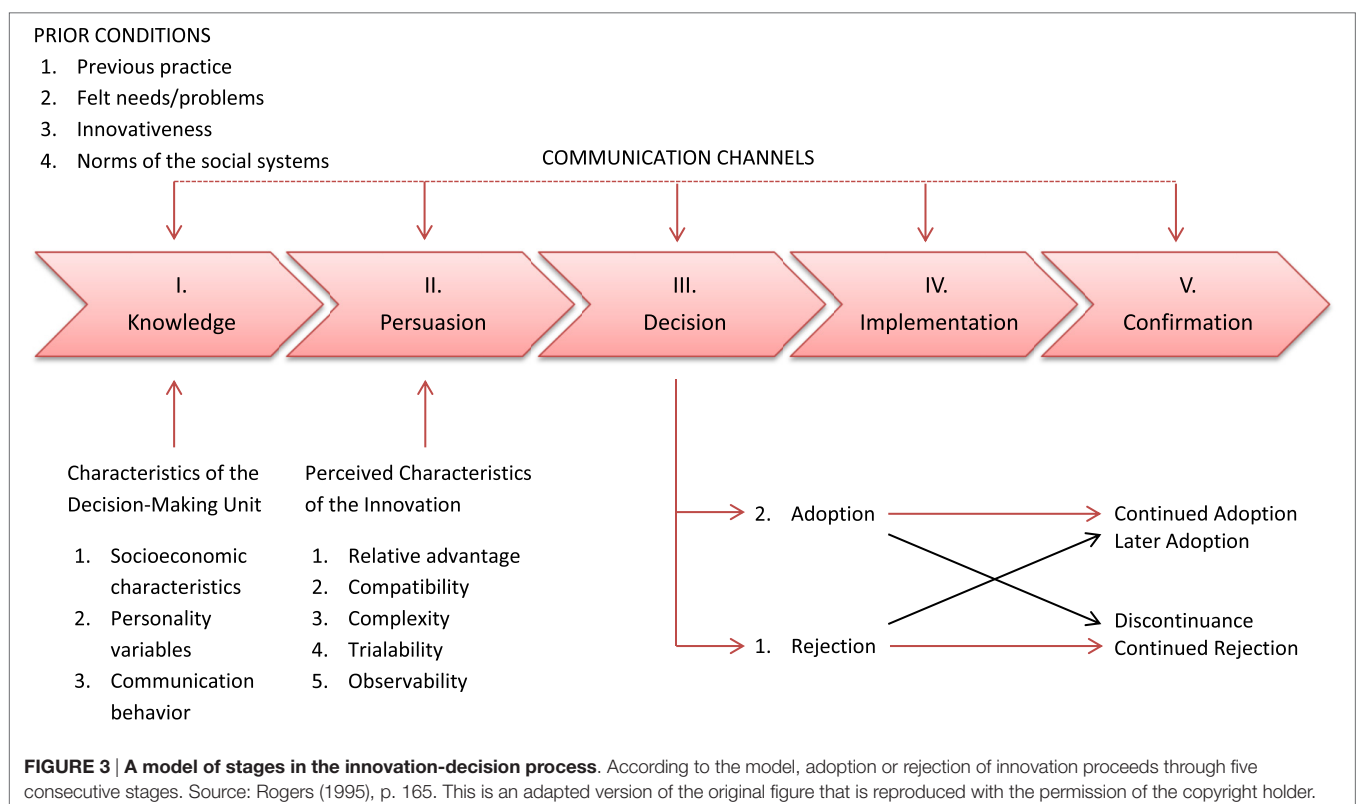 PRIOR CONDITIONS
1. Previous practice
2. Felt needs/problems
3. Innovativeness
4. Norms of the social systems
COMMUNICATION CHANNELS
I.
Knowledge
II.
Persuasion
III.
Decision
IV.
Implementation
V.
Confirmation
Characteristics of the
Decision-Making Unit
1. Socioeconomic
characteristics
2. Personality
variables
3. Communication
behavior
Perceived Characteristics
of the Innovation
1. Relative advantage
2. Compatibility
3. Complexity
4. Trialability
5. Observability
2. Adoption
1. Rejection
Continued Adoption
Later Adoption
Discontinuance
Continued Rejection
FIGURE 3 | A model of stages in the innovation-decision process. According to the model, adoption or rejection of innovation proceeds through five
consecutive stages. Source: Rogers (1995), p. 165. This is an adapted version of the original figure that is reproduced with the permission of the copyright holder.